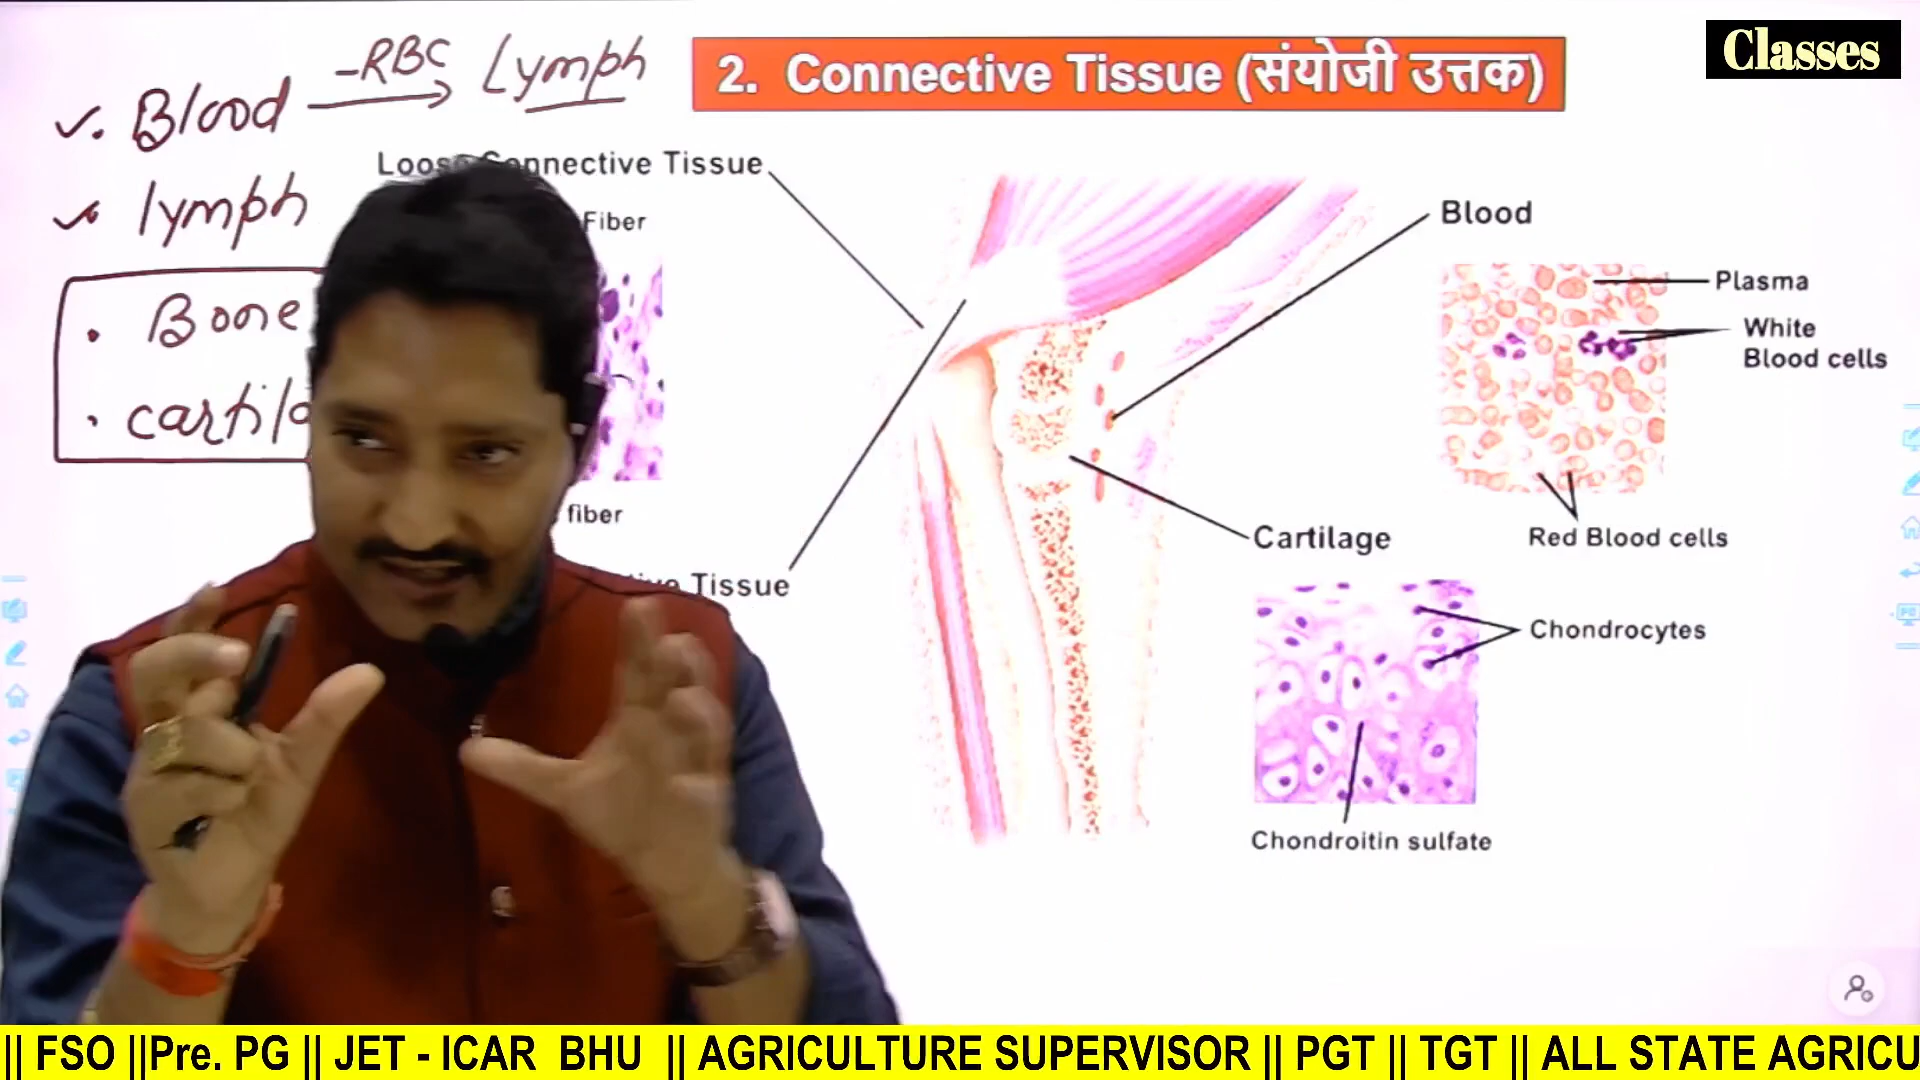 Classes
2. Connective Tissue (संयोजी उत्तक)
✓. Blood —RBC→ Lymph
✓• lymph
• Bone
• cartila
Connective Tissue
Fiber
fiber
Tissue
Blood
Plasma
White
Blood cells
Red Blood cells
Cartilage
Chondrocytes
Chondroitin sulfate
|| FSO ||Pre. PG || JET - ICAR BHU || AGRICULTURE SUPERVISOR || PGT || TGT || ALL STATE AGRICU